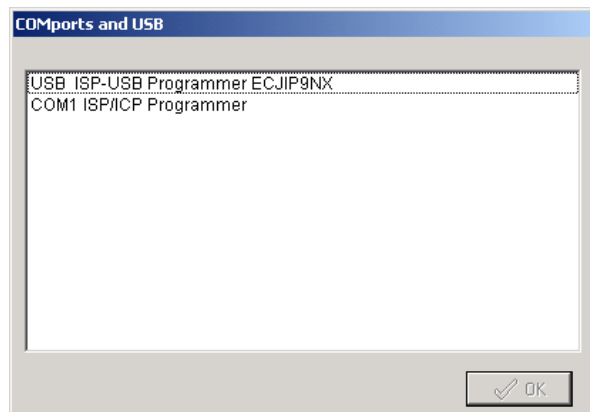 COMports and USB
USB ISP-USB Programmer ECJIP9NX
COM1 ISP/ICP Programmer
OK